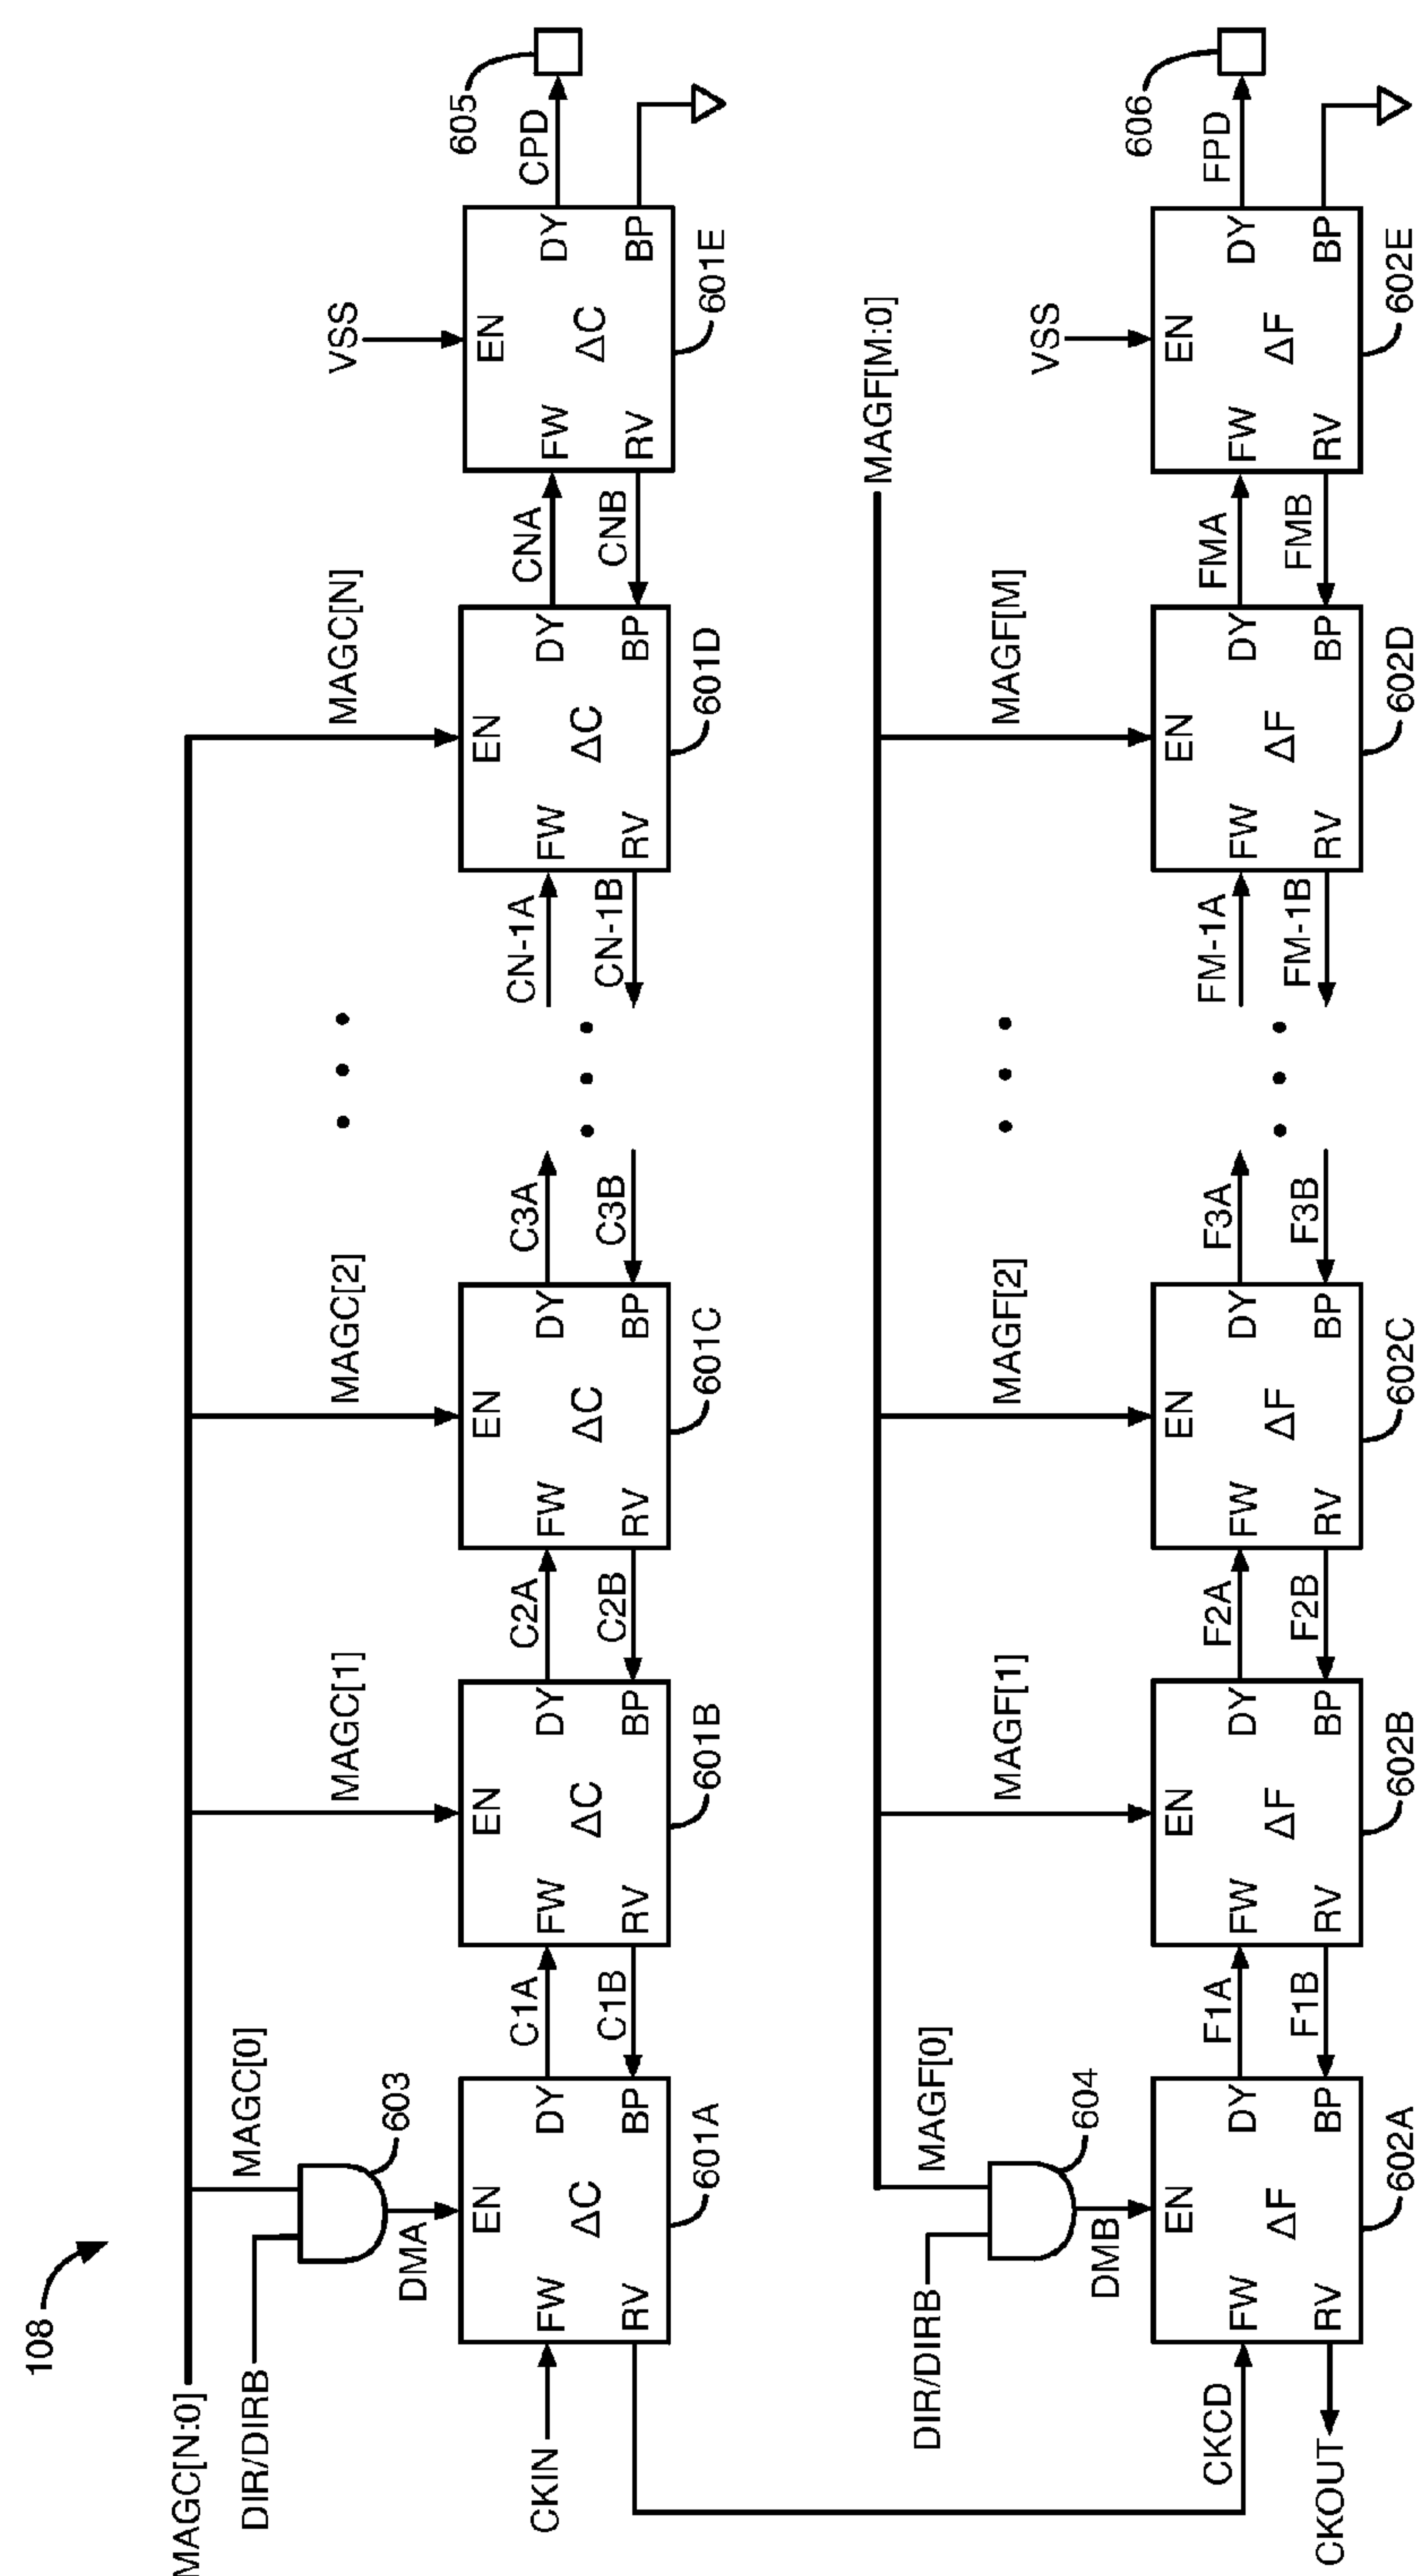 108
MAGC[N:0]
DIR/DIRB
MAGC[0]
603
DMA
MAGC[1]
MAGC[2]
MAGC[N]
VSS
CKIN
FW
EN
DY
RV
ΔC
BP
601A
C1A
C1B
FW
EN
DY
RV
ΔC
BP
601B
C2A
C2B
FW
EN
DY
RV
ΔC
BP
601C
C3A
C3B
CN-1A
CN-1B
FW
EN
DY
RV
ΔC
BP
601D
CNA
CNB
FW
EN
DY
RV
ΔC
BP
601E
CPD
605
MAGF[M:0]
DIR/DIRB
MAGF[0]
604
DMB
MAGF[1]
MAGF[2]
MAGF[M]
VSS
CKCD
CKOUT
FW
EN
DY
RV
ΔF
BP
602A
F1A
F1B
FW
EN
DY
RV
ΔF
BP
602B
F2A
F2B
FW
EN
DY
RV
ΔF
BP
602C
F3A
F3B
FM-1A
FM-1B
FW
EN
DY
RV
ΔF
BP
602D
FMA
FMB
FW
EN
DY
RV
ΔF
BP
602E
FPD
606